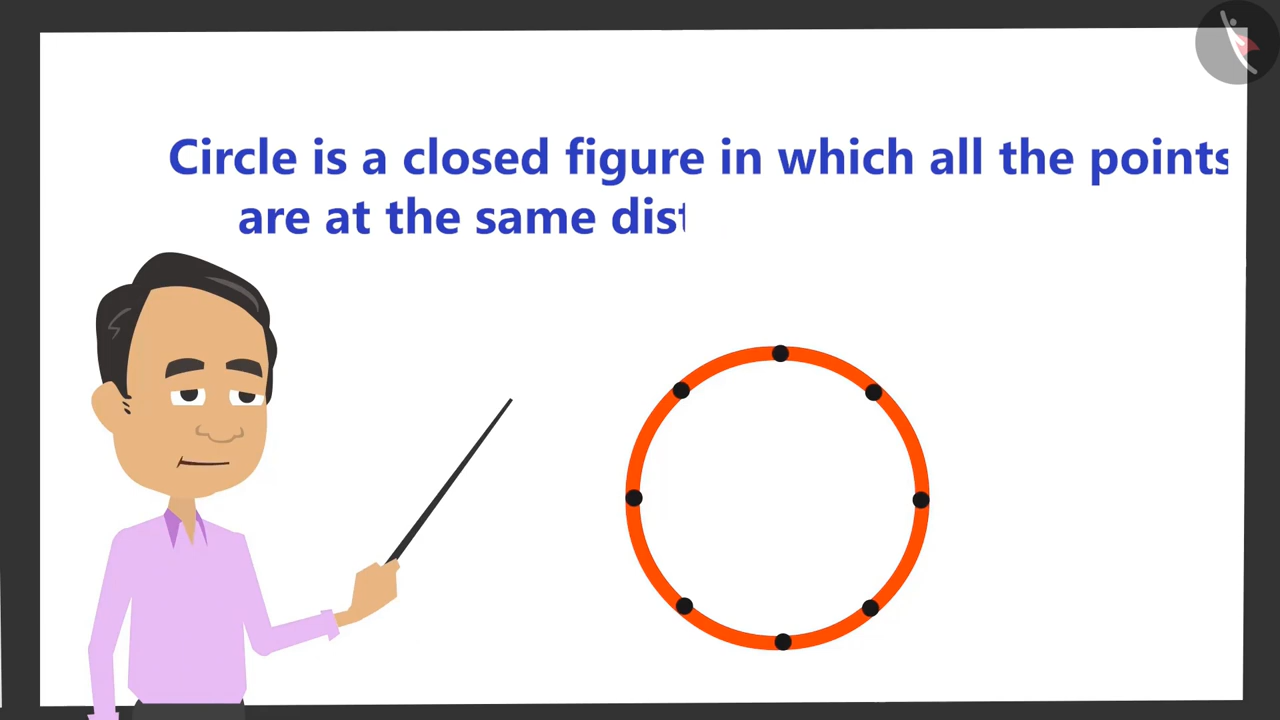 Circle is a closed figure in which all the points
are at the same dist